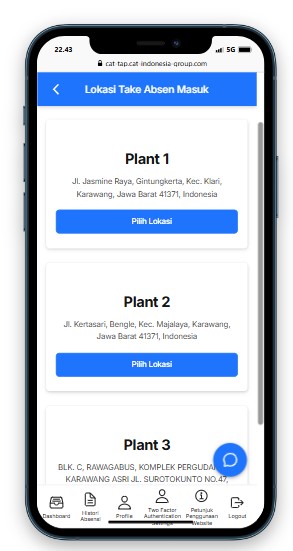 22.43
5G
cat-tap.cat-indonesia-group.com
Lokasi Take Absen Masuk
Plant 1
Jl. Jasmine Raya, Gintungkerta, Kec. Klari,
Karawang, Jawa Barat 41371, Indonesia
Pilih Lokasi
Plant 2
Jl. Kertasari, Bengle, Kec. Majalaya, Karawang,
Jawa Barat 41371, Indonesia
Pilih Lokasi
Plant 3
BLK. C, RAWAGABUS, KOMPLEK
KARAWANG ASRI JL. SUROTOKUNTO NO.47,
Dashboard
Histori
Absensi
Profile
Two Factor
Authentication
Settings
Petunjuk
Penggunaan
Website
Logout